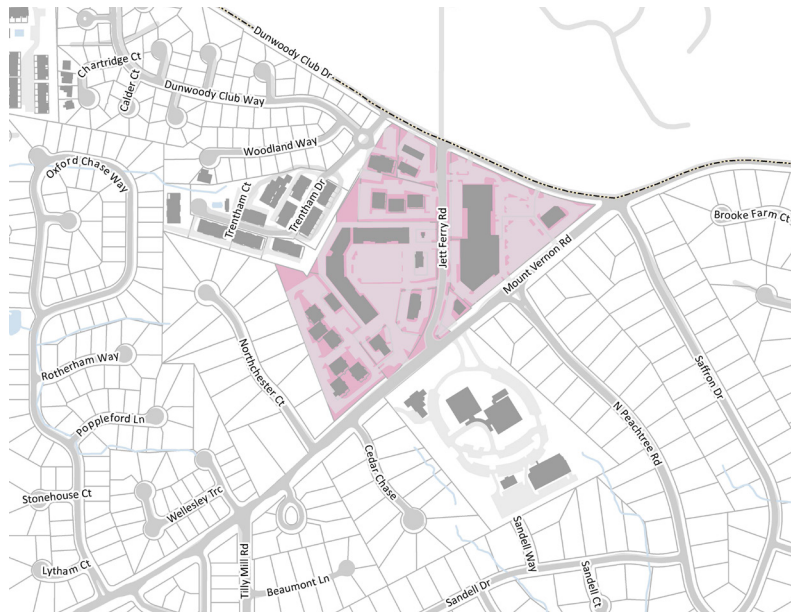 Dunwoody Club Dr
Chartridge Ct
Calder Ct
Dunwoody Club Way
Woodland Way
Oxford Chase Way
Trentham Ct
Trentham Dr
Jett Ferry Rd
Brooke Farm Ct
Mount Vernon Rd
Rotherham Way
Northchester Ct
Saffron Dr
Poppleford Ln
N Peachtree Rd
Cedar Chase
Stonehouse Ct
Wellesley Trc
Sandell Way
Tilly Mill Rd
Lytham Ct
Beaumont Ln
Sandell Dr
Sandell Ct